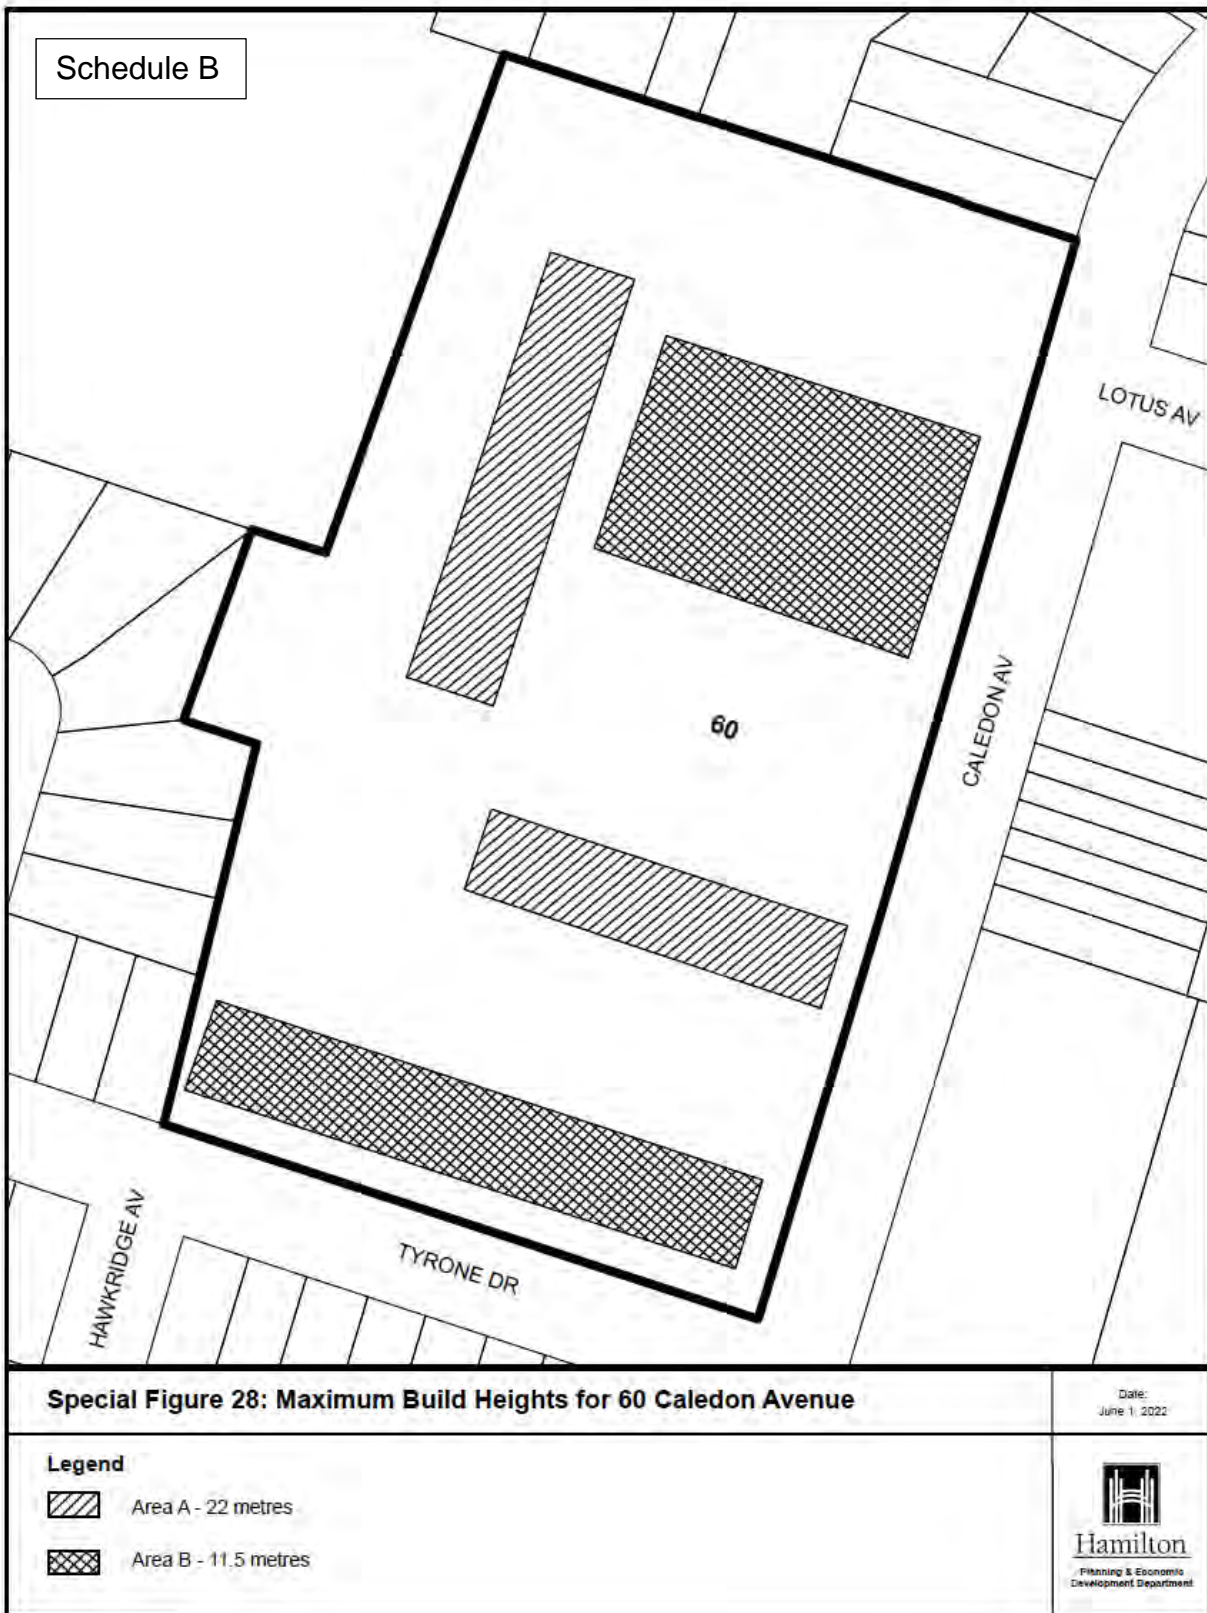 Schedule B
LOTUS AV
CALEDON AV
60
HAWKRIDGE AV
TYRONE DR
Special Figure 28: Maximum Build Heights for 60 Caledon Avenue
Date:
June 1, 2022
Legend
Area A - 22 metres
Area B - 11.5 metres
Hamilton
Planning & Economic
Development Department